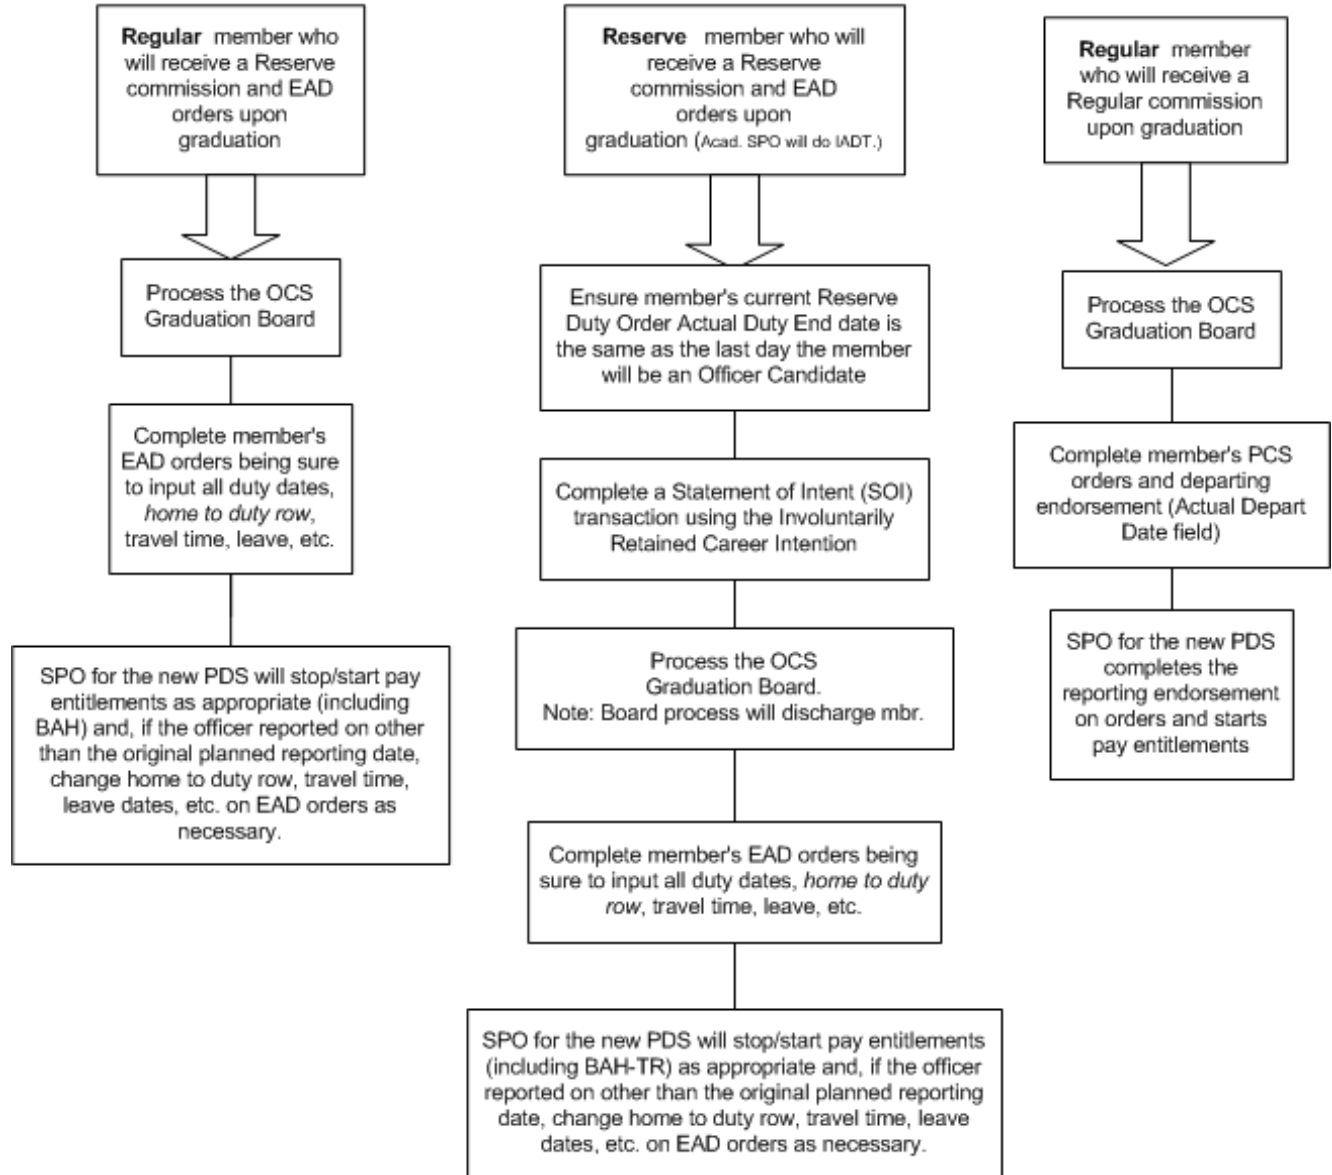 Regular member who
will receive a Reserve
commission and EAD
orders upon
graduation
Process the OCS
Graduation Board
Complete member's
EAD orders being sure
to input all duty dates,
home to duty row,
travel time, leave, etc.
SPO for the new PDS will stop/start pay
entitlements as appropriate (including
BAH) and, if the officer reported on other
than the original planned reporting date,
change home to duty row, travel time,
leave dates, etc. on EAD orders as
necessary.
Reserve member who will
receive a Reserve
commission and EAD
orders upon
graduation (Acad. SPO will do IADT.)
Ensure member's current Reserve
Duty Order Actual Duty End date is
the same as the last day the member
will be an Officer Candidate
Complete a Statement of Intent (SOI)
transaction using the Involuntarily
Retained Career Intention
Process the OCS
Graduation Board.
Note: Board process will discharge mbr.
Complete member's EAD orders being
sure to input all duty dates, home to duty
row, travel time, leave, etc.
SPO for the new PDS will stop/start pay entitlements
(including BAH-TR) as appropriate and, if the officer
reported on other than the original planned reporting
date, change home to duty row, travel time, leave
dates, etc. on EAD orders as necessary.
Regular member
who will receive a
Regular commission
upon graduation
Process the OCS
Graduation Board
Complete member's PCS
orders and departing
endorsement (Actual Depart
Date field)
SPO for the new PDS
completes the
reporting endorsement
on orders and starts
pay entitlements